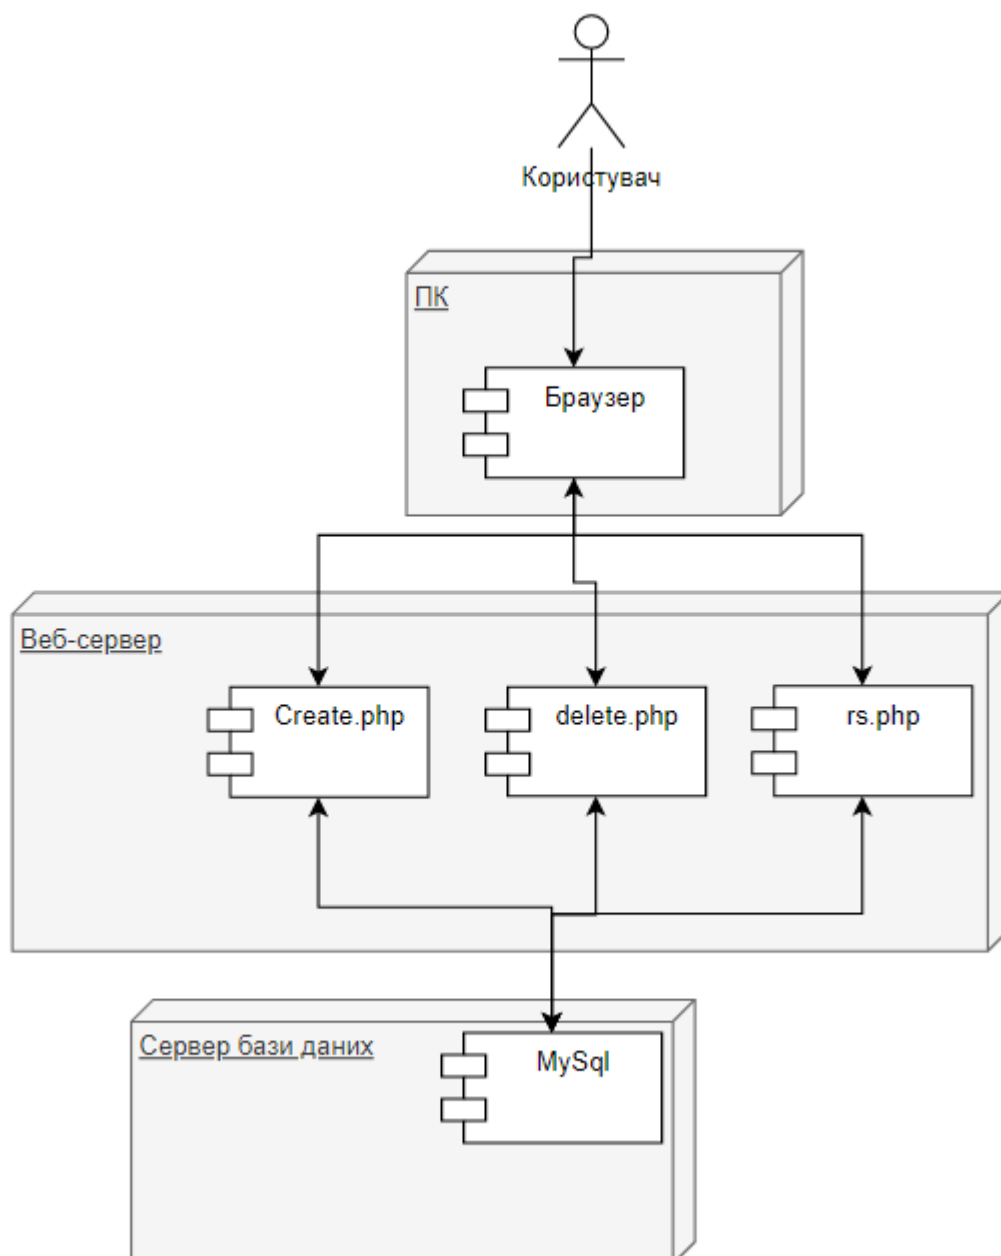 Користувач
ПК
Браузер
Веб-сервер
Create.php
delete.php
rs.php
Сервер бази даних
MySql